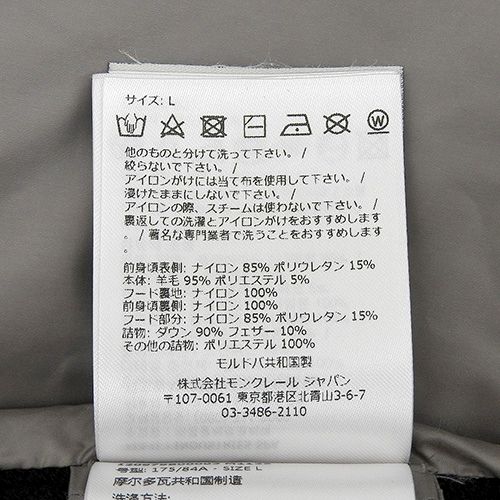 サイズ: L
他のものと分けて洗って下さい。 /
絞らないで下さい。 /
アイロンがけには当て布を使用して下さい。 /
浸けたままにしないで下さい。 /
アイロンの際、スチームは使わないで下さい。 /
裏返しての洗濯とアイロンがけをおすすめします
。 / 著名な専門業者で洗うことをおすすめします
。
前身頃表側: ナイロン 85% ポリウレタン 15%
本体: 羊毛 95% ポリエステル 5%
フード裏地: ナイロン 100%
前身頃裏側: ナイロン 100%
フード部分: ナイロン 85% ポリウレタン 15%
詰物: ダウン 90% フェザー 10%
その他の詰物: ポリエステル 100%
モルドバ共和国製
株式会社モンクレール ジャパン
〒107-0061 東京都港区北青山3-6-7
03-3486-2110
号型: 175/84A - SIZE L
摩尔多瓦共和国制造
洗涤方法: